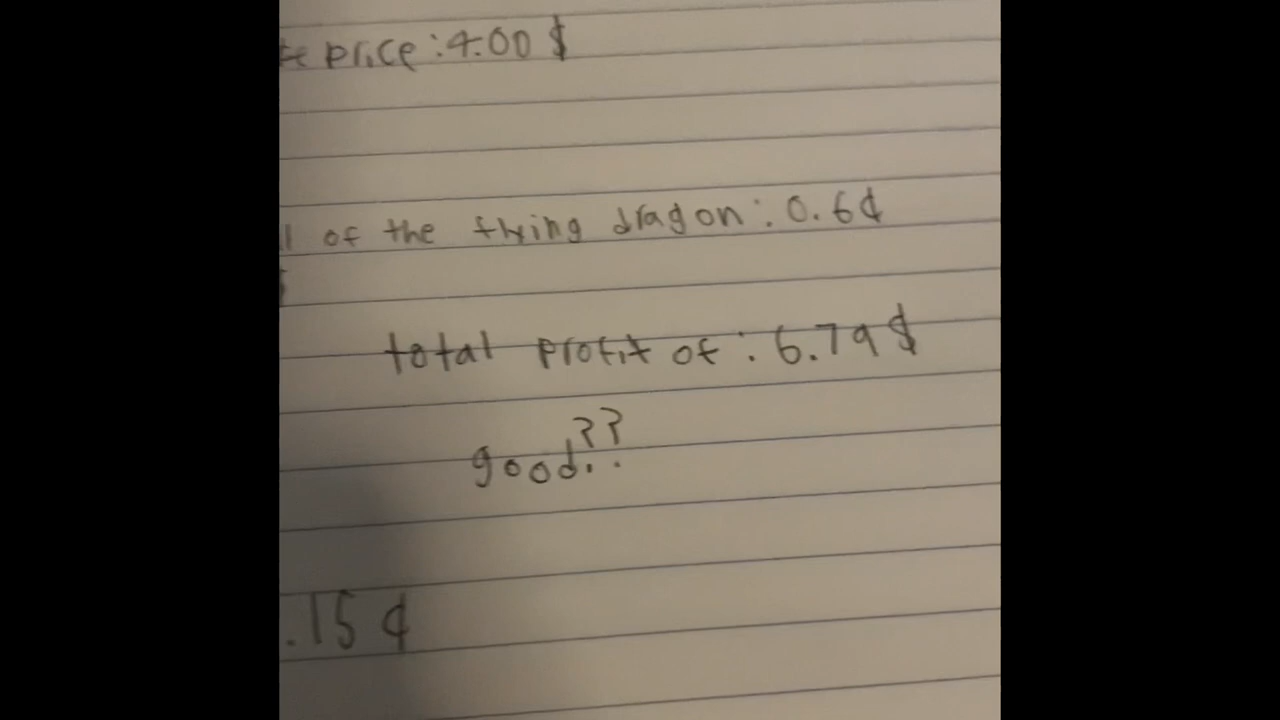 price: 4.00 $
of the flying dragon: 0.6¢
total profit of: 6.79$
good??
.15 ¢